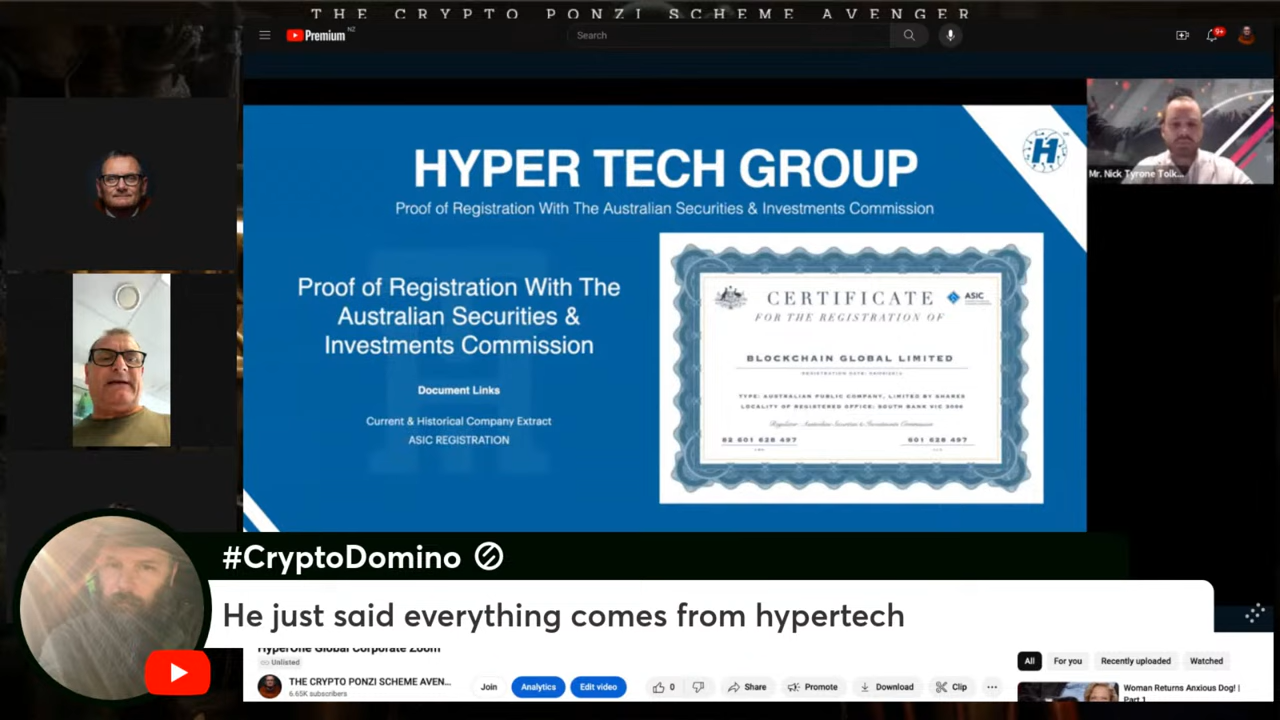 THE CRYPTO PONZI SCHEME AVENGER
Premium NZ
Search
9+
HYPER TECH GROUP
Proof of Registration With The Australian Securities & Investments Commission
H
Mr. Nick Tyrone Tolk...
Proof of Registration With The
Australian Securities &
Investments Commission
Document Links
Current & Historical Company Extract
ASIC REGISTRATION
CERTIFICATE
ASIC
FOR THE REGISTRATION OF
BLOCKCHAIN GLOBAL LIMITED
TYPE: AUSTRALIAN PUBLIC COMPANY, LIMITED BY SHARES
LOCALITY OF REGISTERED OFFICE: SOUTH BANK VIC 3006
62 601 628 497
601 628 497
#CryptoDomino
He just said everything comes from hypertech
HyperOne Global Corporate Zoom
Unlisted
THE CRYPTO PONZI SCHEME AVEN...
6.65K subscribers
Join
Analytics
Edit video
0
Share
Promote
Download
Clip
...
All
For you
Recently uploaded
Watched
Woman Returns Anxious Dog! |
Part 1